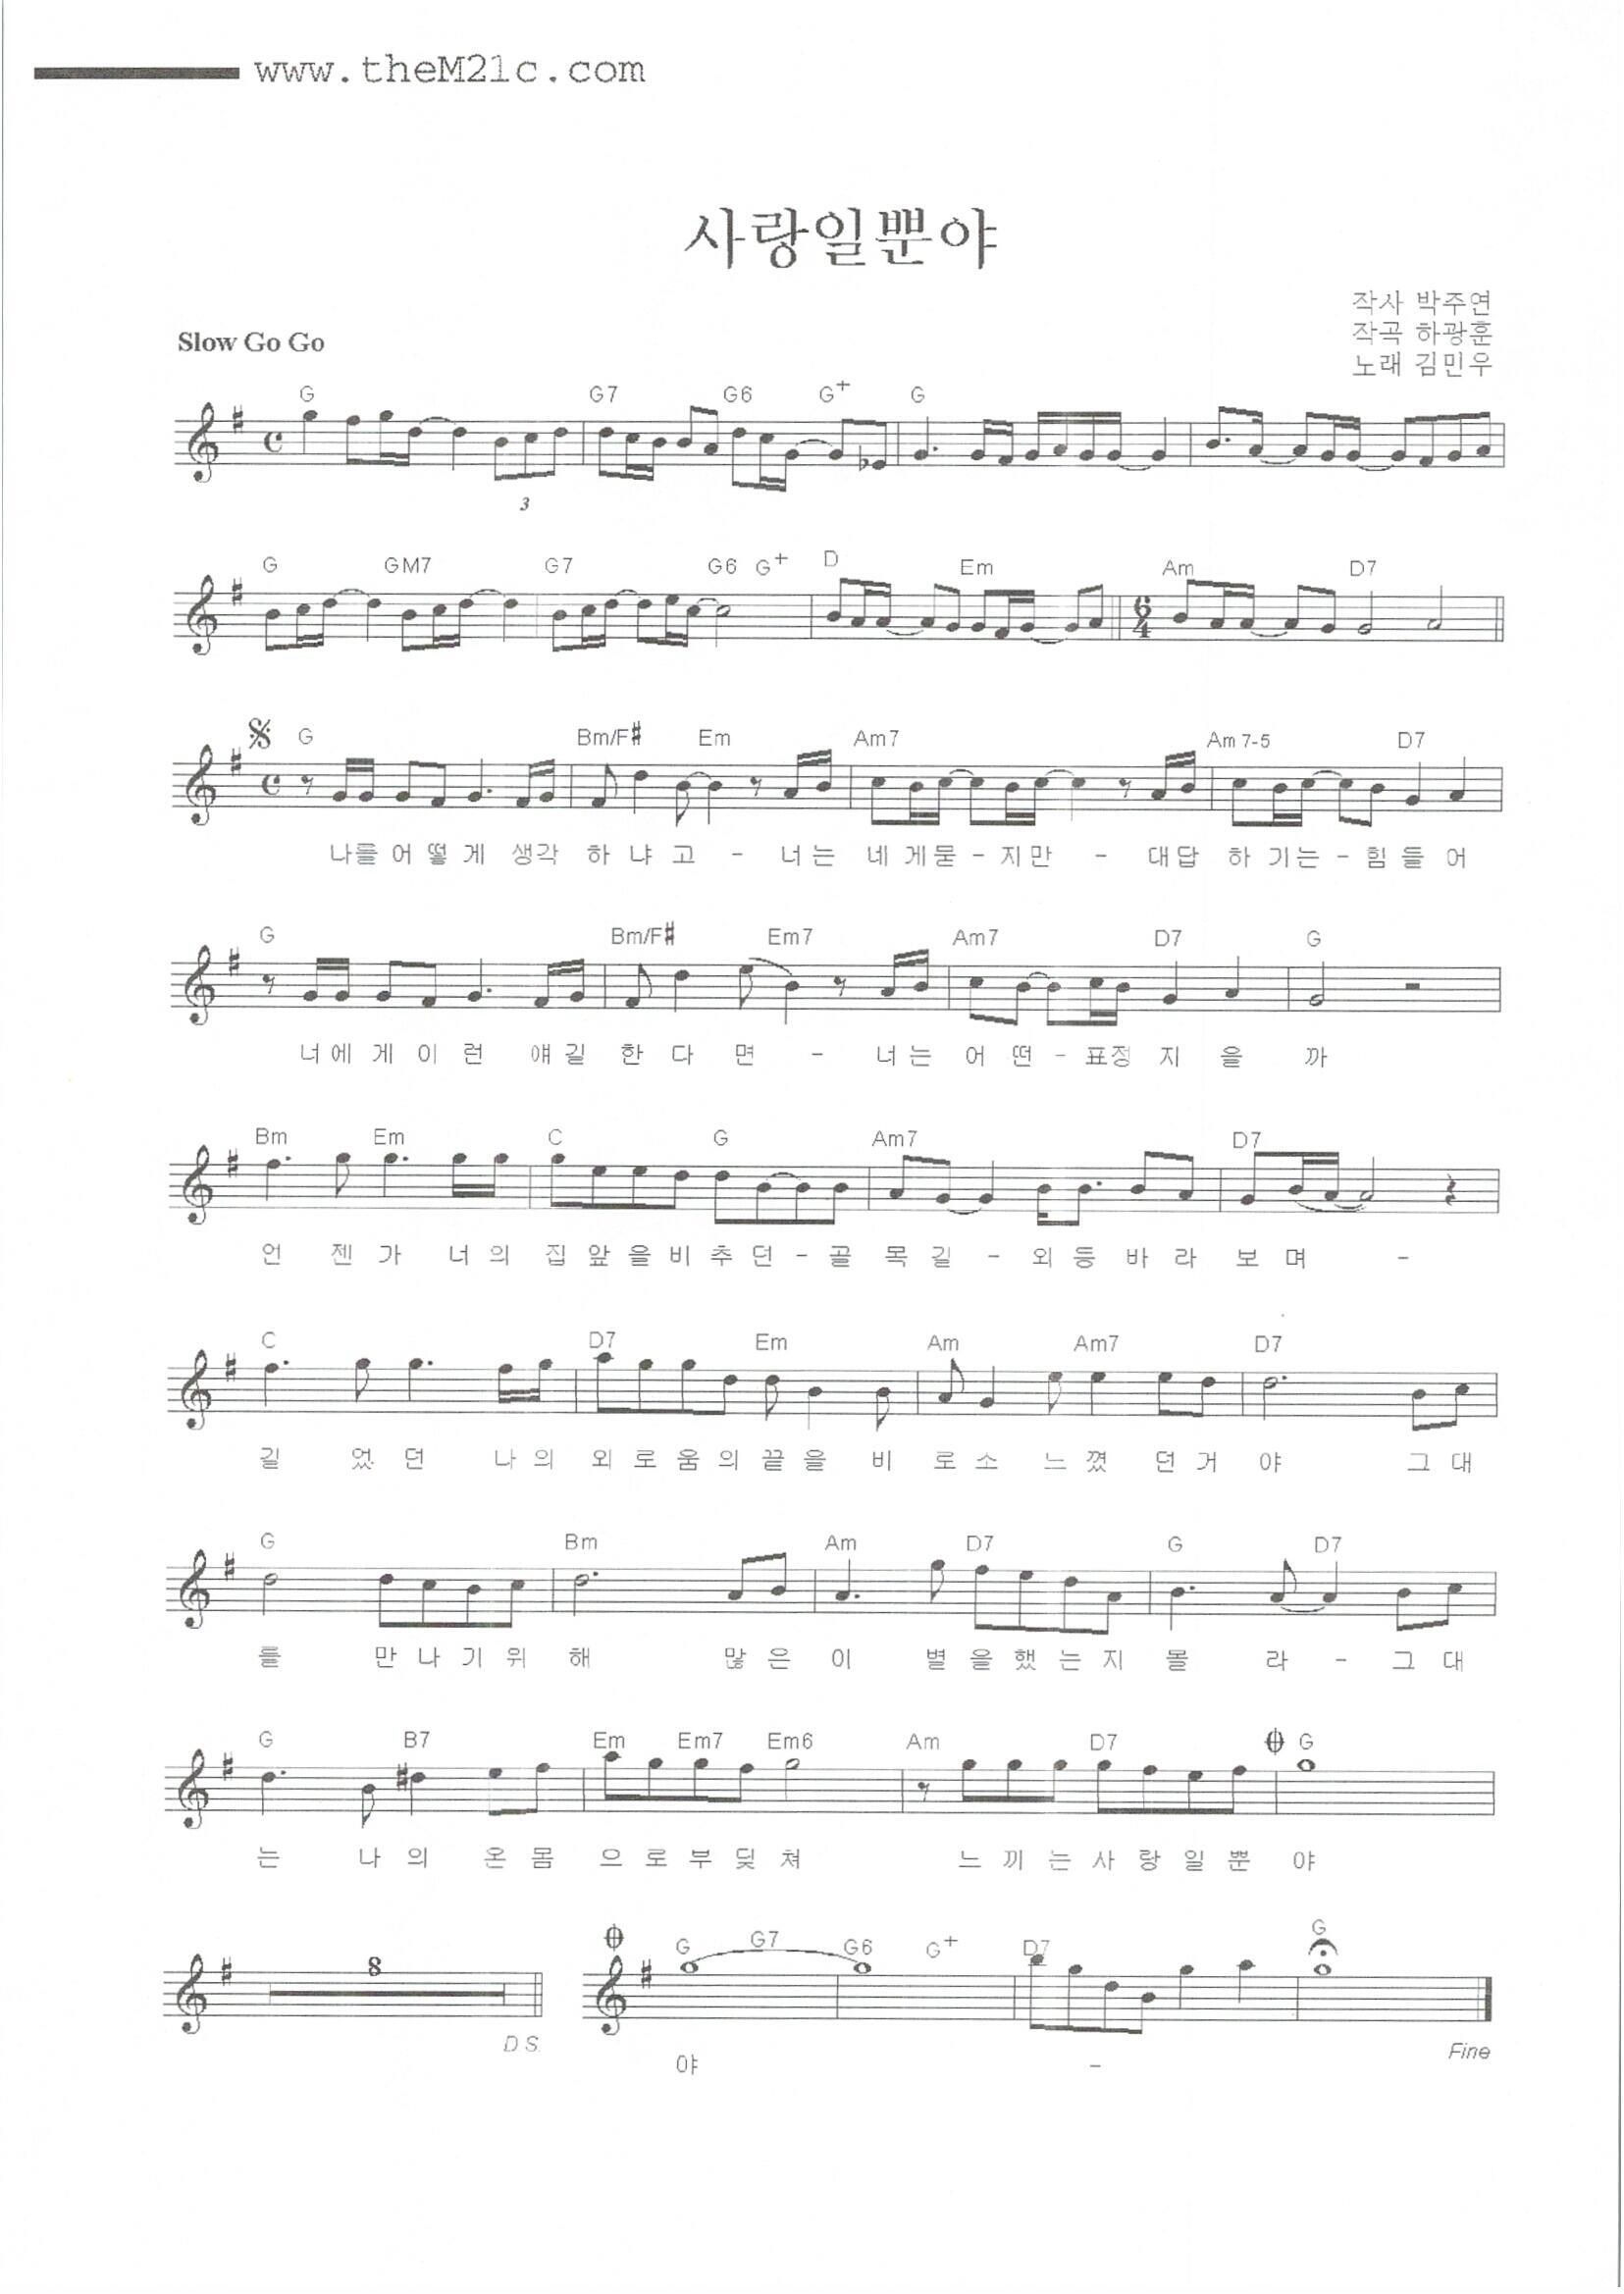 www.theM21c.com
사랑일뿐야
작사 박주연
작곡 하광훈
노래 김민우
Slow Go Go
G G7 G6 G+ G
3
G GM7 G7 G6 G+ D Em Am D7
6 4
G Bm/F# Em Am7 Am7-5 D7
나를어떻게 생각 하냐고 - 너는 네게묻-지만 - 대답 하기는-힘들어
G Bm/F# Em7 Am7 D7 G
너에게이런 얘길 한다면 - 너는 어떤-표정지을까
Bm Em C G Am7 D7
언젠가 너의 집앞을비추던-골목길 - 외등바라보며 -
C D7 Em Am Am7 D7
길었던 나의 외로움의끝을 비로소 느꼈던거야 그대
G Bm Am D7 G D7
를 만나기위해 많은이 별을했는지몰 라 - 그대
G B7 Em Em7 Em6 Am D7 G
는 나의 온몸 으로부딪쳐 느끼는사랑일뿐 야
8 G G7 G6 G+ D7 G
D.S. Fine
야 -